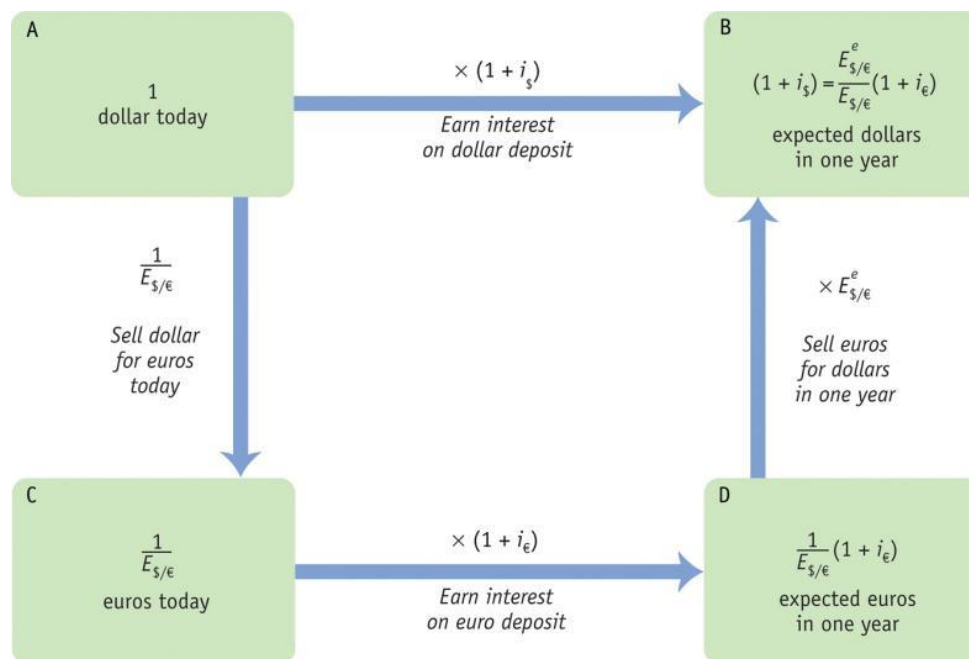 A
1
dollar today
× (1 + i$)
Earn interest
on dollar deposit
B
(1 + i$) = E^e$/€ / E$/€ (1 + i€)
expected dollars
in one year
1 / E$/€
Sell dollar
for euros
today
× E^e$/€
Sell euros
for dollars
in one year
C
1 / E$/€
euros today
× (1 + i€)
Earn interest
on euro deposit
D
1 / E$/€ (1 + i€)
expected euros
in one year